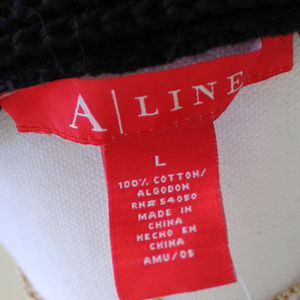 A|LINE
L
100% COTTON/
ALGODON
RN# 54050
MADE IN
CHINA
HECHO EN
CHINA
AMU/05